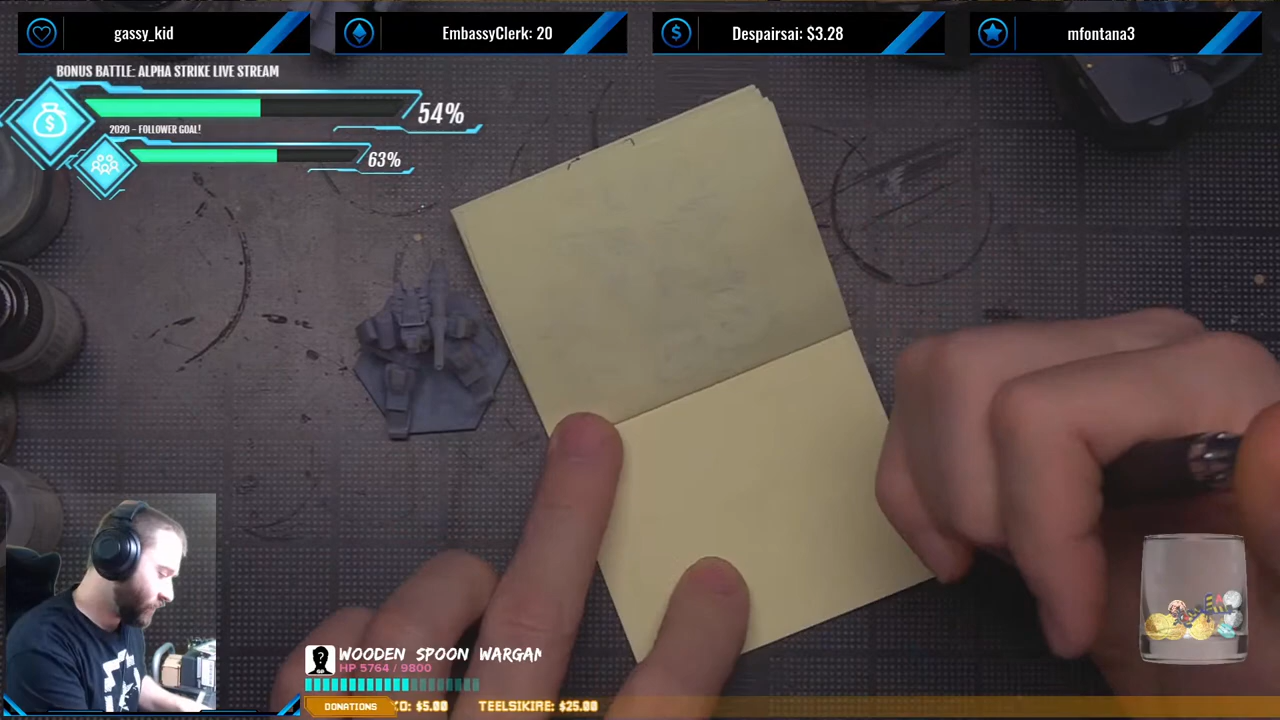 gassy_kid
EmbassyClerk: 20
Despairsai: $3.28
mfontana3
BONUS BATTLE: ALPHA STRIKE LIVE STREAM
54%
2020 - FOLLOWER GOAL!
63%
WOODEN SPOON WARGAM
HP 5764 / 9800
DONATIONS KO: $5.00 TEELSIKIRE: $25.00